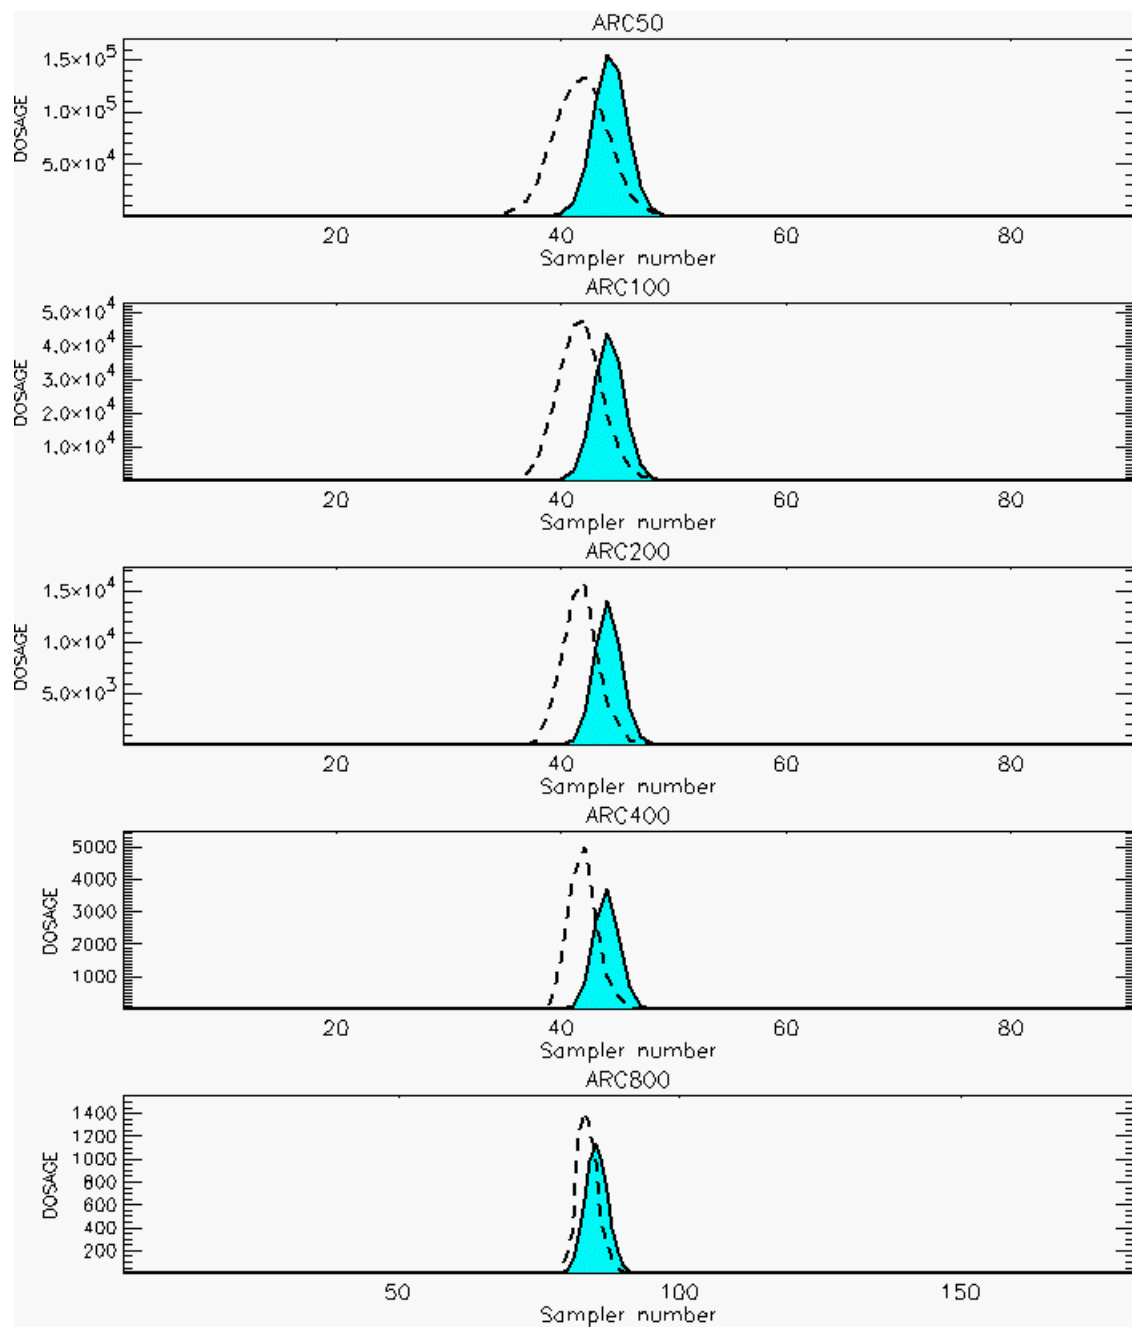 ARC50
DOSAGE
1.5×10⁵
1.0×10⁵
5.0×10⁴
20 40 60 80
Sampler number
ARC100
DOSAGE
5.0×10⁴
4.0×10⁴
3.0×10⁴
2.0×10⁴
1.0×10⁴
20 40 60 80
Sampler number
ARC200
DOSAGE
1.5×10⁴
1.0×10⁴
5.0×10³
20 40 60 80
Sampler number
ARC400
DOSAGE
5000
4000
3000
2000
1000
20 40 60 80
Sampler number
ARC800
DOSAGE
1400
1200
1000
800
600
400
200
50 100 150
Sampler number